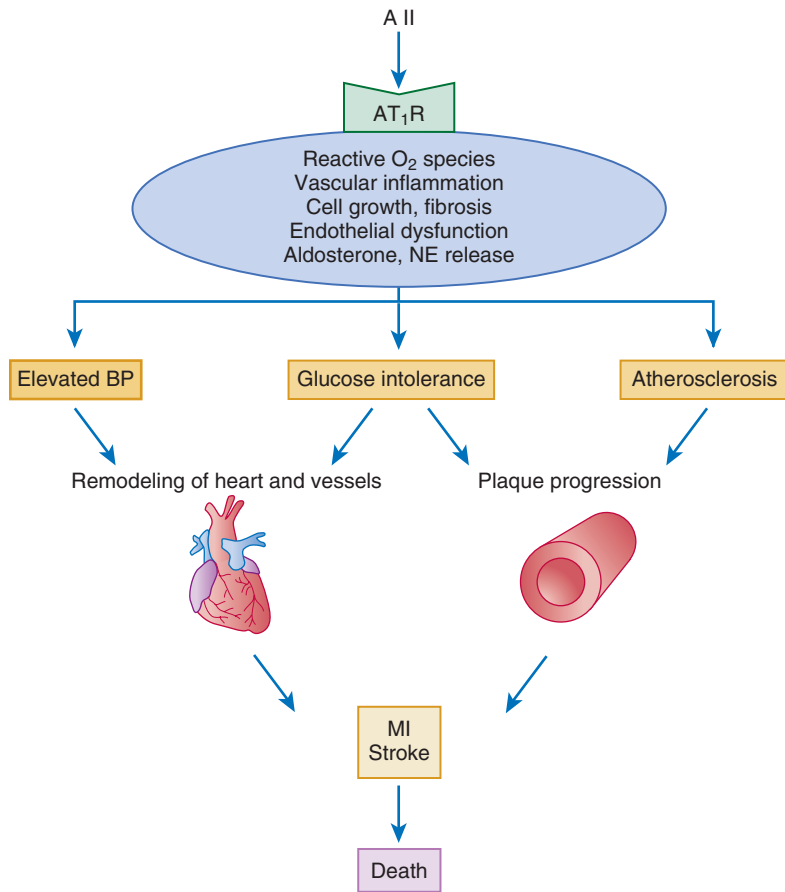 A II
AT₁R
Reactive O₂ species
Vascular inflammation
Cell growth, fibrosis
Endothelial dysfunction
Aldosterone, NE release
Elevated BP
Glucose intolerance
Atherosclerosis
Remodeling of heart and vessels
Plaque progression
MI
Stroke
Death